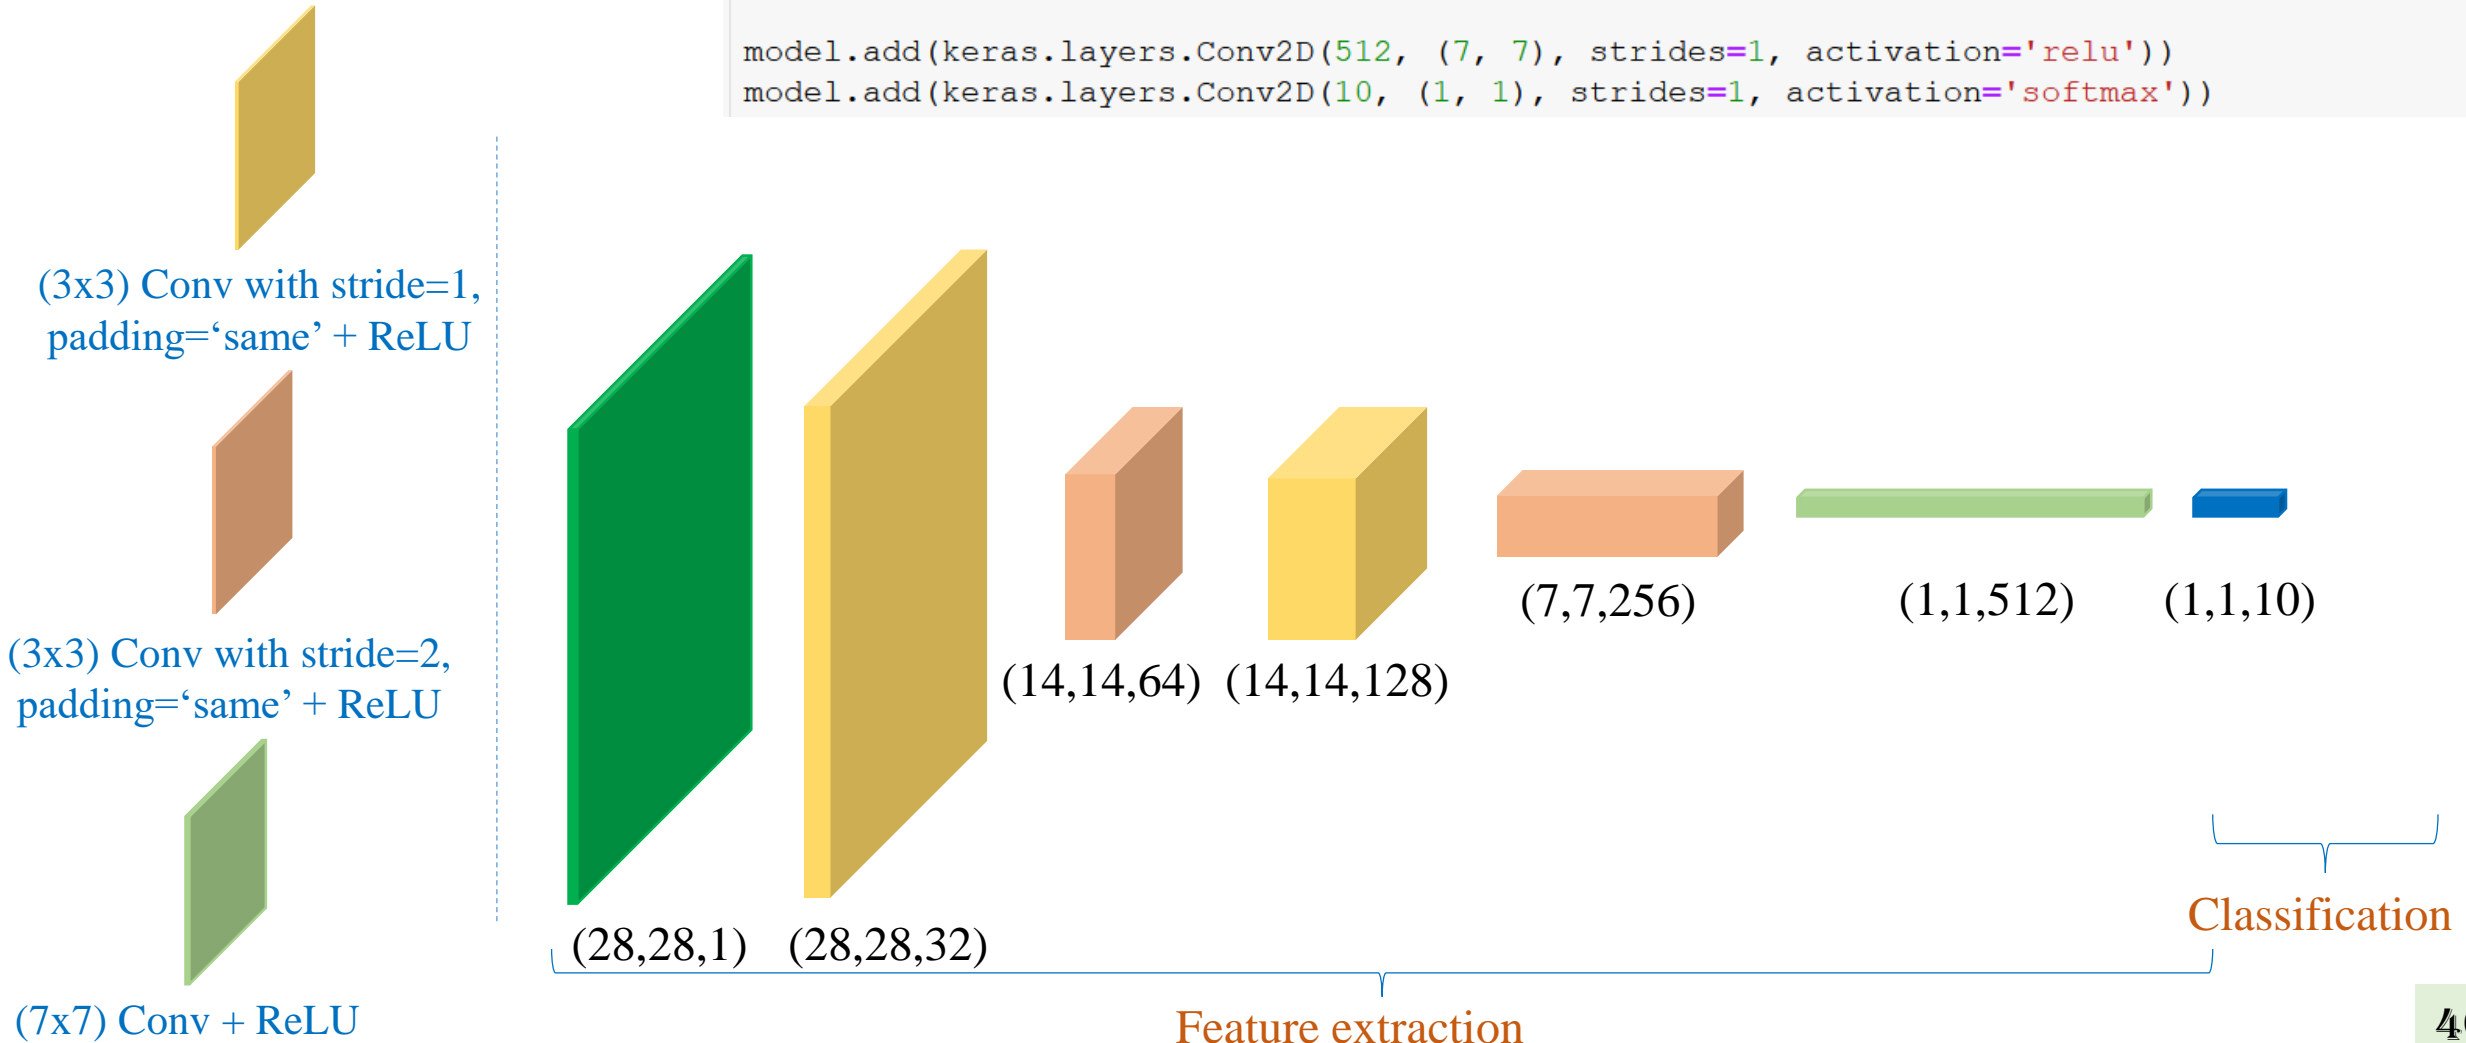 model.add(keras.layers.Conv2D(512, (7, 7), strides=1, activation='relu'))
model.add(keras.layers.Conv2D(10, (1, 1), strides=1, activation='softmax'))
(3x3) Conv with stride=1,
padding=‘same’ + ReLU
(3x3) Conv with stride=2,
padding=‘same’ + ReLU
(7x7) Conv + ReLU
(28,28,1)
(28,28,32)
(14,14,64)
(14,14,128)
(7,7,256)
(1,1,512)
(1,1,10)
Feature extraction
Classification